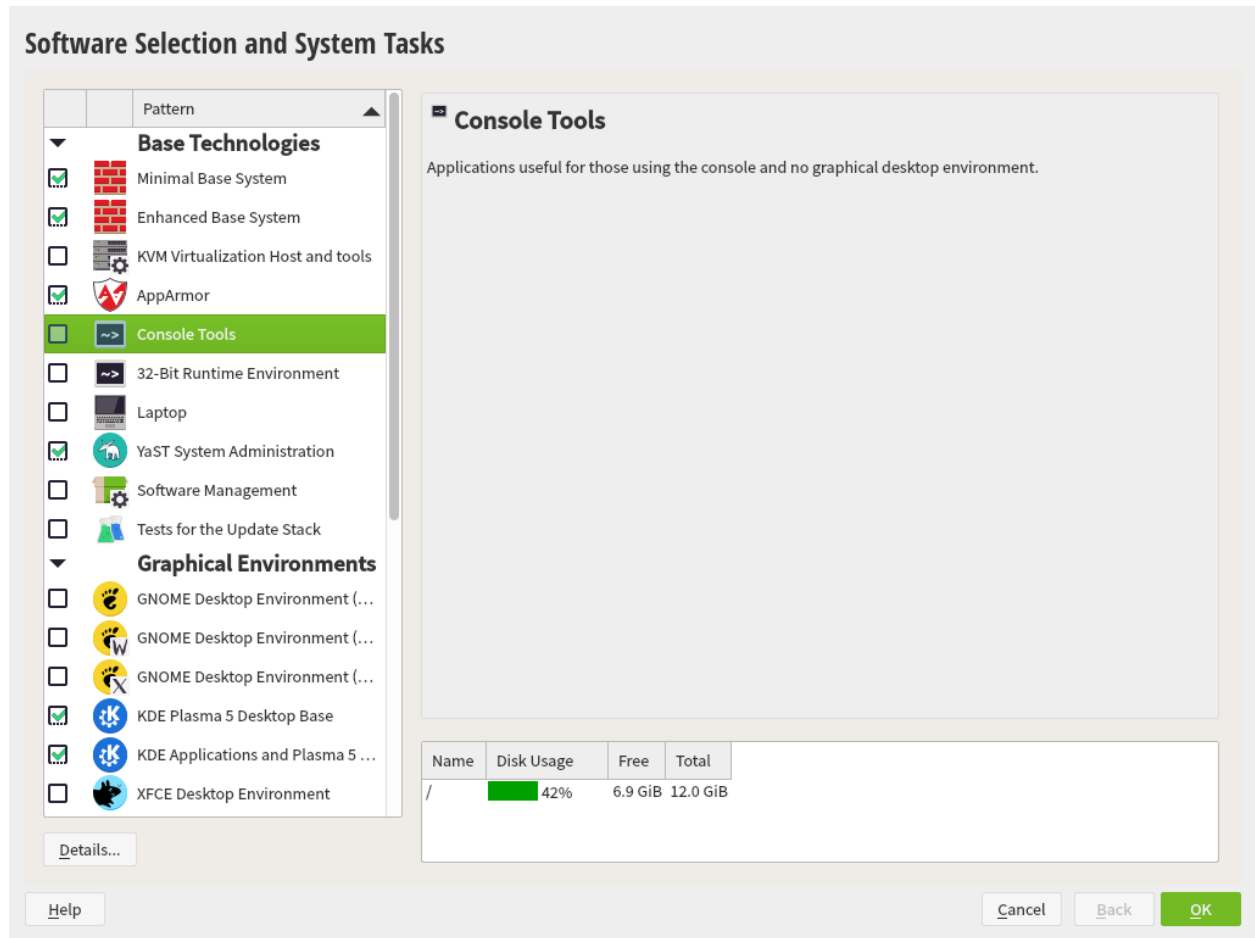 Software Selection and System Tasks
Pattern
Base Technologies
Minimal Base System
Enhanced Base System
KVM Virtualization Host and tools
AppArmor
~> Console Tools
~> 32-Bit Runtime Environment
Laptop
YaST System Administration
Software Management
Tests for the Update Stack
Graphical Environments
GNOME Desktop Environment (...
GNOME Desktop Environment (...
GNOME Desktop Environment (...
KDE Plasma 5 Desktop Base
KDE Applications and Plasma 5 ...
XFCE Desktop Environment
Details...
Console Tools
Applications useful for those using the console and no graphical desktop environment.
Name Disk Usage Free Total
/ 42% 6.9 GiB 12.0 GiB
Help Cancel Back OK